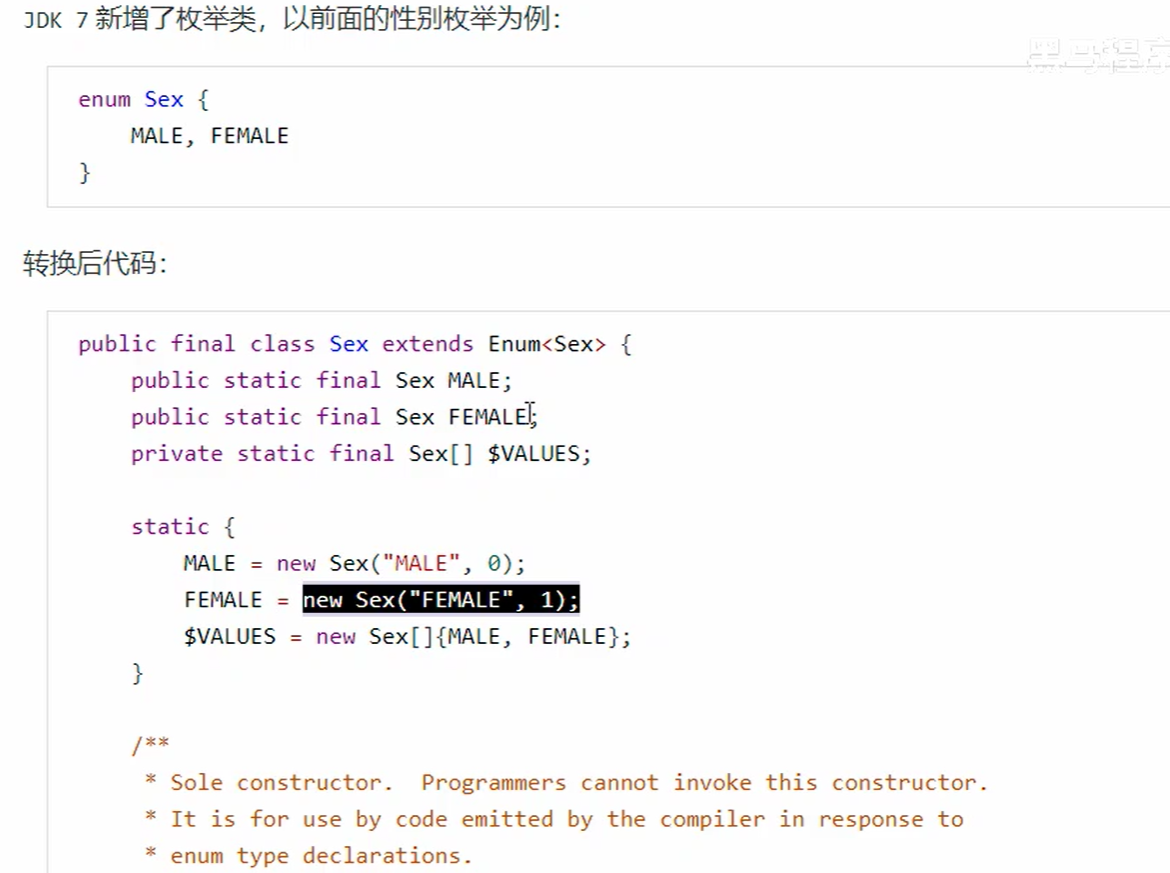 JDK 7 新增了枚举类，以前面的性别枚举为例：
黑马程序
enum Sex {
MALE, FEMALE
}
转换后代码：
public final class Sex extends Enum<Sex> {
public static final Sex MALE;
public static final Sex FEMALE;
private static final Sex[] $VALUES;
static {
MALE = new Sex("MALE", 0);
FEMALE = new Sex("FEMALE", 1);
$VALUES = new Sex[]{MALE, FEMALE};
}
/**
* Sole constructor.  Programmers cannot invoke this constructor.
* It is for use by code emitted by the compiler in response to
* enum type declarations.